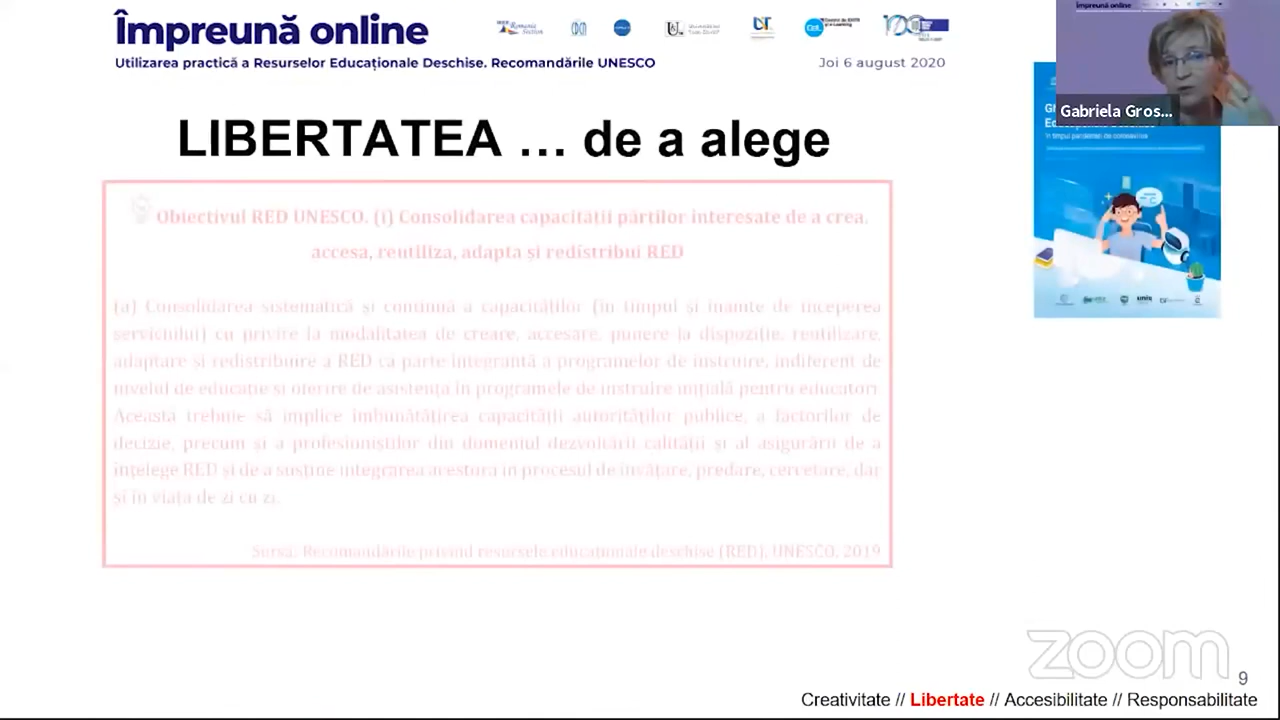 Împreună online
Utilizarea practică a Resurselor Educaționale Deschise. Recomandările UNESCO
Joi 6 august 2020
Gabriela Gros...
LIBERTATEA ... de a alege
Obiectivul RED UNESCO. (i) Consolidarea capacității părților interesate de a crea,
accesa, reutiliza, adapta și redistribui RED
(a) Consolidarea sistematică și continuă a capacităților (în timpul și înainte de începerea
serviciului) cu privire la modalitatea de creare, accesare, punere la dispoziție, reutilizare,
adaptare și redistribuire a RED ca parte integrantă a programelor de instruire, indiferent de
nivelul de educație și oferire de asistența în programele de instruire inițială pentru educatori.
Aceasta trebuie să implice îmbunătățirea capacității autorităților publice, a factorilor de
decizie, precum și a profesioniștilor din domeniul dezvoltării calității și al asigurării de a
înțelege RED și de a susține integrarea acestora în procesul de învățare, predare, cercetare, dar
și în viața de zi cu zi.
Sursa: Recomandările privind resursele educaționale deschise (RED), UNESCO, 2019
zoom
9
Creativitate // Libertate // Accesibilitate // Responsabilitate